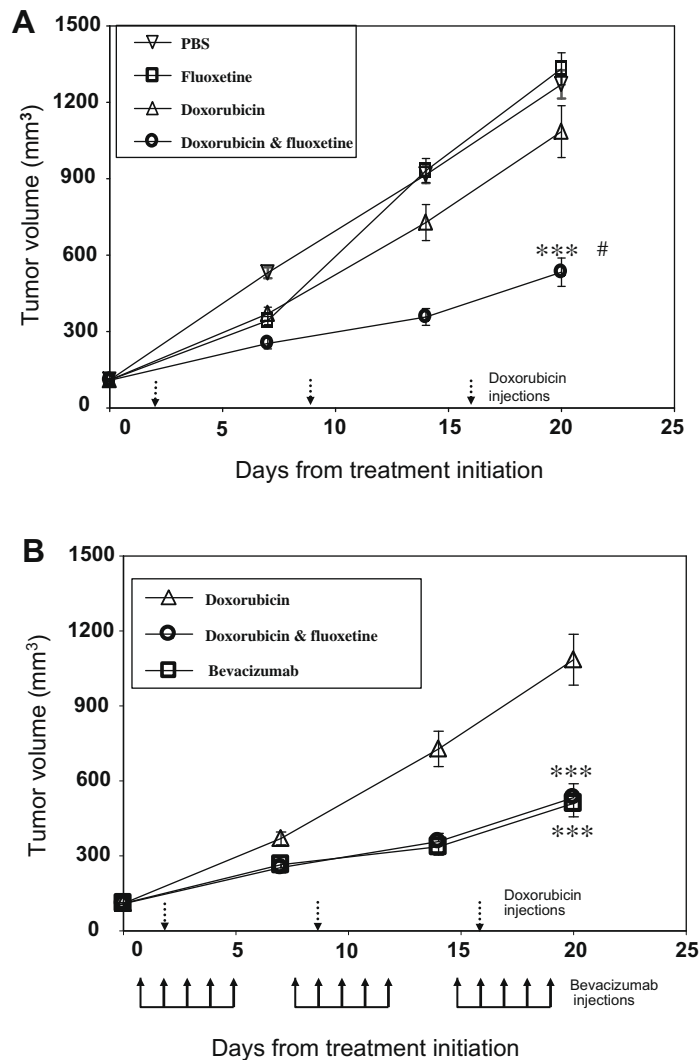 A
1500
1200
900
600
300
0
Tumor volume (mm³)
PBS
Fluoxetine
Doxorubicin
Doxorubicin & fluoxetine
*** #
Doxorubicin
injections
0 5 10 15 20 25
Days from treatment initiation
B
1500
1200
900
600
300
0
Tumor volume (mm³)
Doxorubicin
Doxorubicin & fluoxetine
Bevacizumab
***
***
Doxorubicin
injections
0 5 10 15 20 25
Bevacizumab
injections
Days from treatment initiation